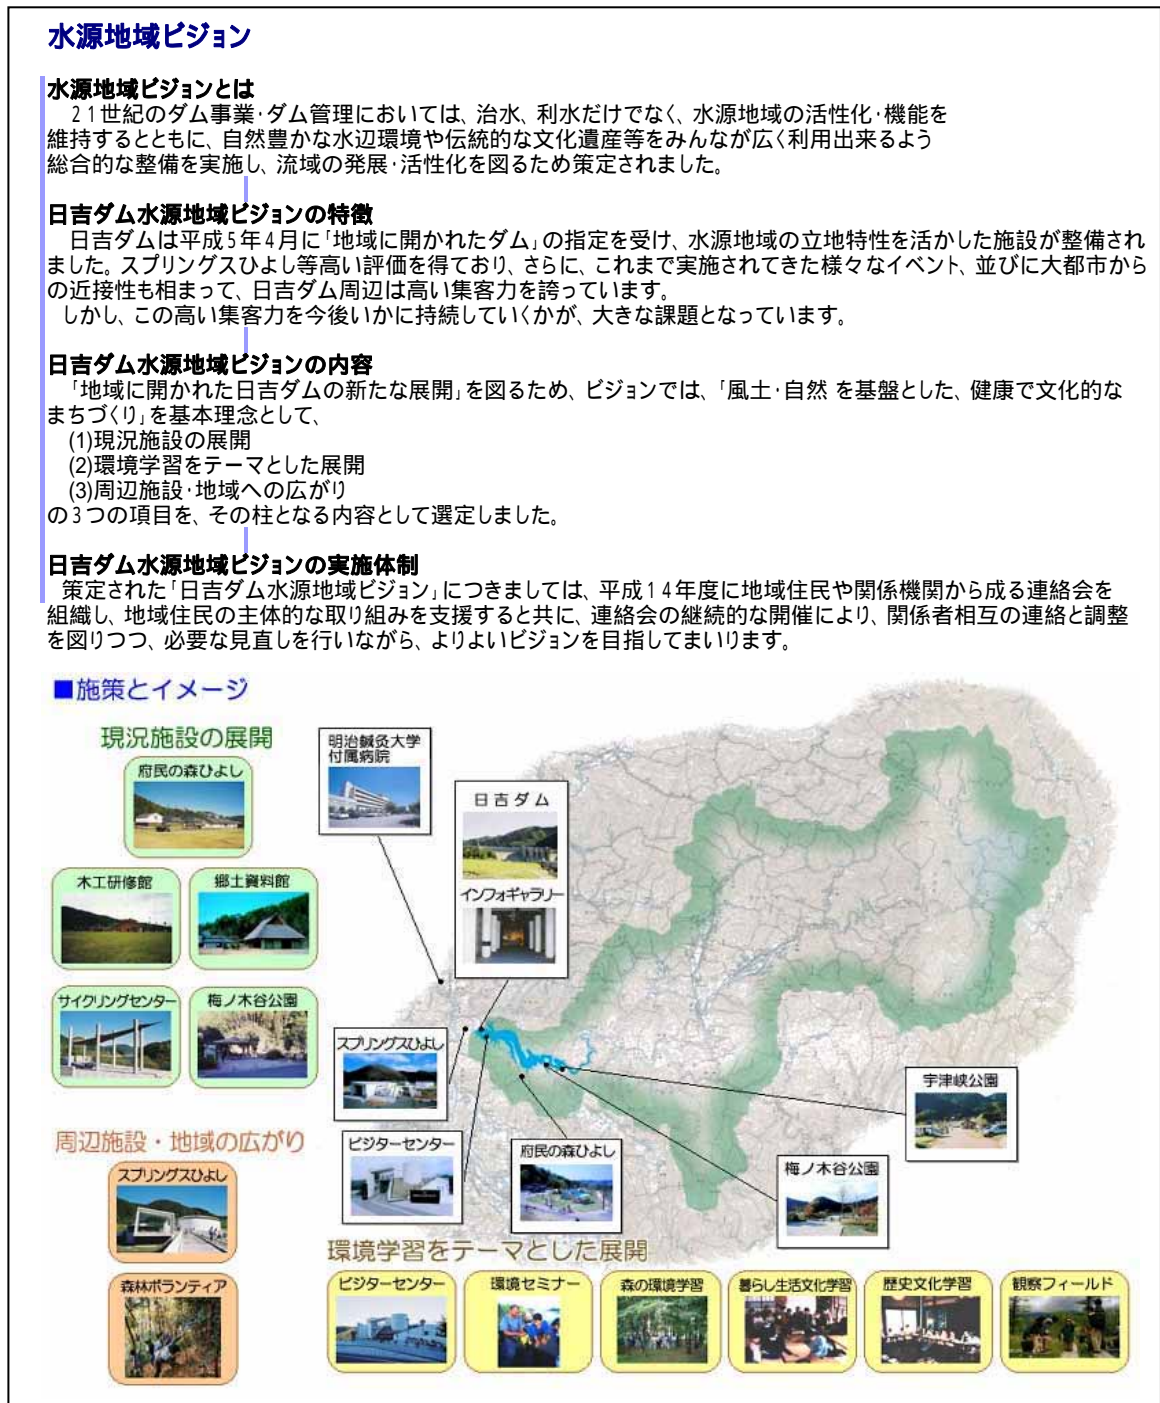 水源地域ビジョン
水源地域ビジョンとは
21世紀のダム事業・ダム管理においては、治水、利水だけでなく、水源地域の活性化・機能を
維持するとともに、自然豊かな水辺環境や伝統的な文化遺産等をみんなが広く利用出来るよう
総合的な整備を実施し、流域の発展・活性化を図るため策定されました。
日吉ダム水源地域ビジョンの特徴
日吉ダムは平成5年4月に「地域に開かれたダム」の指定を受け、水源地域の立地特性を活かした施設が整備され
ました。スプリングスひよし等高い評価を得ており、さらに、これまで実施されてきた様々なイベント、並びに大都市から
の近接性も相まって、日吉ダム周辺は高い集客力を誇っています。
しかし、この高い集客力を今後いかに持続していくかが、大きな課題となっています。
日吉ダム水源地域ビジョンの内容
「地域に開かれた日吉ダムの新たな展開」を図るため、ビジョンでは、「風土・自然 を基盤とした、健康で文化的な
まちづくり」を基本理念として、
(1)現況施設の展開
(2)環境学習をテーマとした展開
(3)周辺施設・地域への広がり
の3つの項目を、その柱となる内容として選定しました。
日吉ダム水源地域ビジョンの実施体制
策定された「日吉ダム水源地域ビジョン」につきましては、平成14年度に地域住民や関係機関から成る連絡会を
組織し、地域住民の主体的な取り組みを支援すると共に、連絡会の継続的な開催により、関係者相互の連絡と調整
を図りつつ、必要な見直しを行いながら、よりよいビジョンを目指してまいります。
■施策とイメージ
現況施設の展開
府民の森ひよし
木工研修館
郷土資料館
サイクリングセンター
梅ノ木谷公園
周辺施設・地域の広がり
スプリングスひよし
森林ボランティア
明治鍼灸大学
付属病院
日吉ダム
インフォギャラリー
スプリングスひよし
ビジターセンター
府民の森ひよし
梅ノ木谷公園
宇津峡公園
環境学習をテーマとした展開
ビジターセンター
環境セミナー
森の環境学習
暮らし生活文化学習
歴史文化学習
観察フィールド